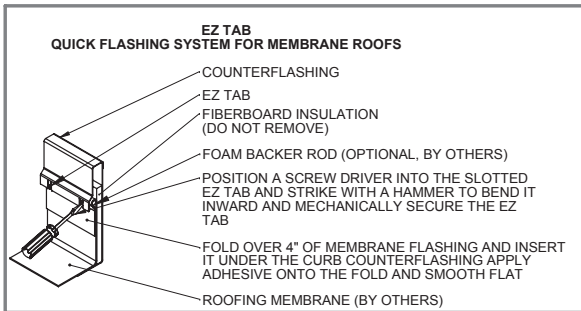 EZ TAB
QUICK FLASHING SYSTEM FOR MEMBRANE ROOFS
COUNTERFLASHING
EZ TAB
FIBERBOARD INSULATION
(DO NOT REMOVE)
FOAM BACKER ROD (OPTIONAL, BY OTHERS)
POSITION A SCREW DRIVER INTO THE SLOTTED
EZ TAB AND STRIKE WITH A HAMMER TO BEND IT
INWARD AND MECHANICALLY SECURE THE EZ
TAB
FOLD OVER 4" OF MEMBRANE FLASHING AND INSERT
IT UNDER THE CURB COUNTERFLASHING APPLY
ADHESIVE ONTO THE FOLD AND SMOOTH FLAT
ROOFING MEMBRANE (BY OTHERS)